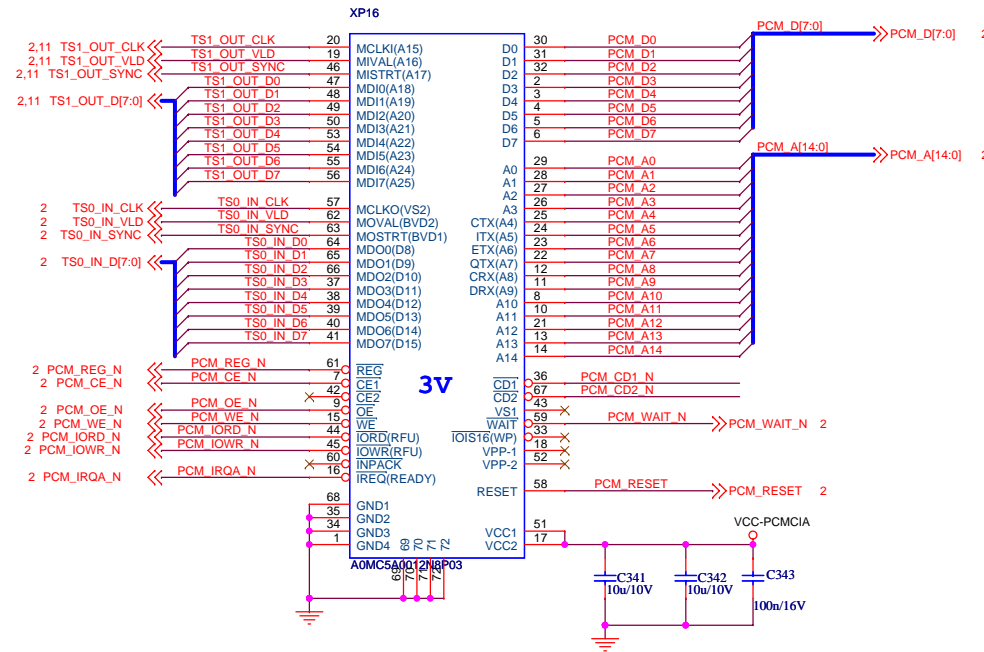 XP16
2,11 TS1_OUT_CLK TS1_OUT_CLK 20 MCLKI(A15) D0 30 PCM_D0 PCM_D[7:0] PCM_D[7:0] 2
2,11 TS1_OUT_VLD TS1_OUT_VLD 19 MIVAL(A16) D1 31 PCM_D1
2,11 TS1_OUT_SYNC TS1_OUT_SYNC 46 MISTRT(A17) D2 32 PCM_D2
TS1_OUT_D0 47 MDI0(A18) D3 2 PCM_D3
2,11 TS1_OUT_D[7:0] TS1_OUT_D1 48 MDI1(A19) D4 3 PCM_D4
TS1_OUT_D2 49 MDI2(A20) D5 4 PCM_D5
TS1_OUT_D3 50 MDI3(A21) D6 5 PCM_D6
TS1_OUT_D4 53 MDI4(A22) D7 6 PCM_D7
TS1_OUT_D5 54 MDI5(A23) PCM_A[14:0] PCM_A[14:0] 2
TS1_OUT_D6 55 MDI6(A24) A0 29 PCM_A0
TS1_OUT_D7 56 MDI7(A25) A1 28 PCM_A1
A2 27 PCM_A2
2 TS0_IN_CLK TS0_IN_CLK 57 MCLKO(VS2) A3 26 PCM_A3
2 TS0_IN_VLD TS0_IN_VLD 62 MOVAL(BVD2) CTX(A4) 25 PCM_A4
2 TS0_IN_SYNC TS0_IN_SYNC 63 MOSTRT(BVD1) ITX(A5) 24 PCM_A5
TS0_IN_D0 64 MDO0(D8) ETX(A6) 23 PCM_A6
2 TS0_IN_D[7:0] TS0_IN_D1 65 MDO1(D9) QTX(A7) 22 PCM_A7
TS0_IN_D2 66 MDO2(D10) CRX(A8) 12 PCM_A8
TS0_IN_D3 37 MDO3(D11) DRX(A9) 11 PCM_A9
TS0_IN_D4 38 MDO4(D12) A10 8 PCM_A10
TS0_IN_D5 39 MDO5(D13) A11 10 PCM_A11
TS0_IN_D6 40 MDO6(D14) A12 21 PCM_A12
TS0_IN_D7 41 MDO7(D15) A13 13 PCM_A13
A14 14 PCM_A14
2 PCM_REG_N PCM_REG_N 61 REG
2 PCM_CE_N PCM_CE_N 7 CE1 3V CD1 36 PCM_CD1_N
42 CE2 CD2 67 PCM_CD2_N
2 PCM_OE_N PCM_OE_N 9 OE VS1 43
2 PCM_WE_N PCM_WE_N 15 WE WAIT 59 PCM_WAIT_N PCM_WAIT_N 2
2 PCM_IORD_N PCM_IORD_N 44 IORD(RFU) IOIS16(WP) 33
2 PCM_IOWR_N PCM_IOWR_N 45 IOWR(RFU) VPP-1 18
60 INPACK VPP-2 52
2 PCM_IRQA_N PCM_IRQA_N 16 IREQ(READY)
RESET 58 PCM_RESET PCM_RESET 2
68 GND1
35 GND2
34 GND3 VCC1 51 VCC-PCMCIA
1 GND4 VCC2 17
69 70 71 72
A0MC5A0012N8P03
69 70 71 72
C341 10u/10V
C342 10u/10V
C343 100n/16V